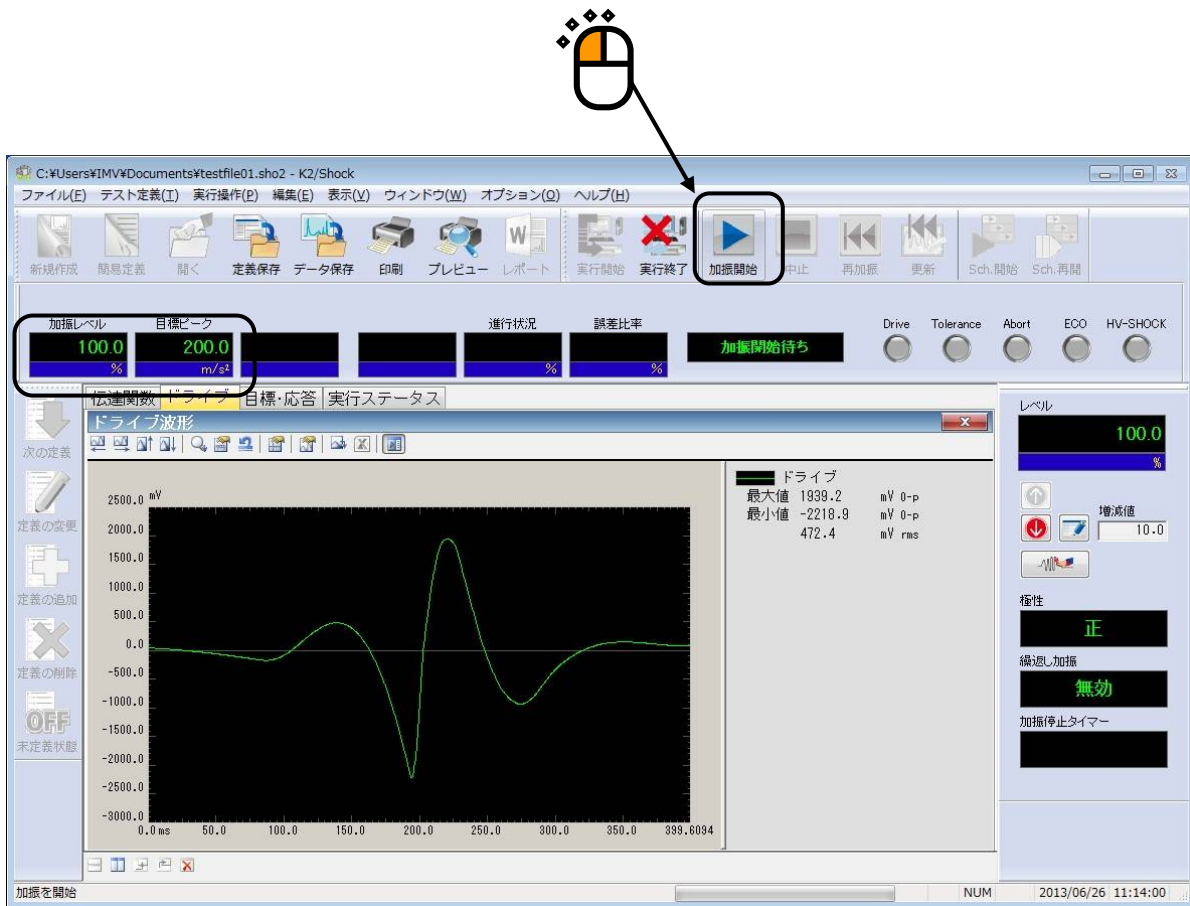 C:¥Users¥IMV¥Documents¥testfile01.sho2 - K2/Shock
ファイル(F) テスト定義(T) 実行操作(P) 編集(E) 表示(V) ウィンドウ(W) オプション(O) ヘルプ(H)
新規作成 簡易定義 開く 定義保存 データ保存 印刷 プレビュー レポート 実行開始 実行終了 加振開始 中止 再加振 更新 Sch.開始 Sch.再開
加振レベル 目標ピーク 進行状況 誤差比率 Drive Tolerance Abort ECO HV-SHOCK
100.0 200.0 加振開始待ち
% m/s² % %
伝達関数 ドライブ 目標・応答 実行ステータス
ドライブ波形
次の定義
定義の変更
定義の追加
定義の削除
OFF
未定義状態
ドライブ
最大値 1939.2 mV 0-p
最小値 -2218.9 mV 0-p
472.4 mV rms
2500.0 mV
2000.0
1500.0
1000.0
500.0
0.0
-500.0
-1000.0
-1500.0
-2000.0
-2500.0
-3000.0
0.0 ms 50.0 100.0 150.0 200.0 250.0 300.0 350.0 399.6094
レベル
100.0
%
増減値
10.0
極性
正
繰返し加振
無効
加振停止タイマー
加振を開始 NUM 2013/06/26 11:14:00